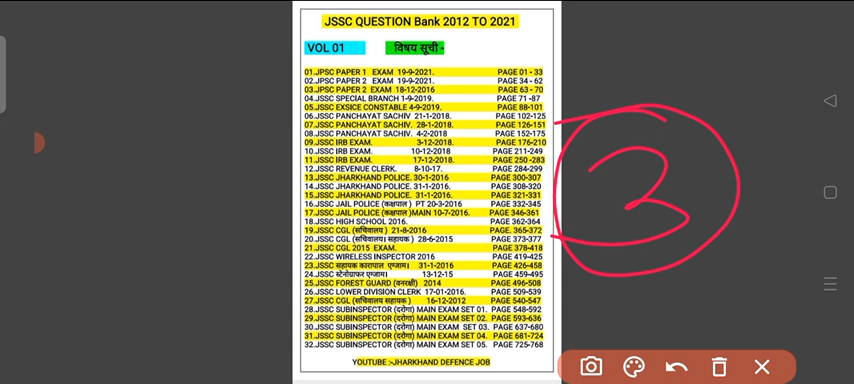 JSSC QUESTION Bank 2012 TO 2021
VOL 01 विषय सूची -
01.JPSC PAPER 1 EXAM 19-9-2021. PAGE 01 - 33
02.JPSC PAPER 2 EXAM 19-9-2021. PAGE 34 - 62
03.JPSC PAPER 2 EXAM 18-12-2016 PAGE 63 - 70
04.JSSC SPECIAL BRANCH 1-9-2019. PAGE 71 -87
05.JSSC EXSICE CONSTABLE 4-9-2019. PAGE 88-101
06.JSSC PANCHAYAT SACHIV 21-1-2018. PAGE 102-125
07.JSSC PANCHAYAT SACHIV. 28-1-2018. PAGE 126-151
08.JSSC PANCHAYAT SACHIV. 4-2-2018 PAGE 152-175
09.JSSC IRB EXAM. 3-12-2018. PAGE 176-210
10.JSSC IRB EXAM. 10-12-2018 PAGE 211-249
11.JSSC IRB EXAM. 17-12-2018. PAGE 250 -283
12.JSSC REVENUE CLERK. 8-10-17. PAGE 284-299
13.JSSC JHARKHAND POLICE. 30-1-2016 PAGE 300-307
14.JSSC JHARKHAND POLICE. 31-1-2016. PAGE 308-320
15.JSSC JHARKHAND POLICE. 31-1-2016. PAGE 321-331
16.JSSC JAIL POLICE (कक्षपाल ) PT 20-3-2016 PAGE 332-345
17.JSSC JAIL POLICE (कक्षपाल )MAIN 10-7-2016. PAGE 346-361
18.JSSC HIGH SCHOOL 2016. PAGE 362-364
19.JSSC CGL (सचिवालय ) 21-8-2016 PAGE. 365-372
20.JSSC CGL (सचिवालय। सहायक ) 28-6-2015 PAGE 373-377
21.JSSC CGL 2015 EXAM. PAGE 378-418
22.JSSC WIRELESS INSPECTOR 2016 PAGE 419-425
23.JSSC सहायक कारापाल एग्जाम। 31-1-2016 PAGE 426-458
24.JSSC स्टेनोग्राफर एग्जाम। 13-12-15 PAGE 459-495
25.JSSC FOREST GUARD (वनरक्षी) 2014 PAGE 496-508
26.JSSC LOWER DIVISION CLERK 17-01-2016. PAGE 509-539
27.JSSC CGL (सचिवालय सहायक ) 16-12-2012 PAGE 540-547
28.JSSC SUBINSPECTOR (दरोगा) MAIN EXAM SET 01. PAGE 548-592
29.JSSC SUBINSPECTOR (दरोगा) MAIN EXAM SET 02. PAGE 593-636
30.JSSC SUBINSPECTOR (दरोगा) MAIN EXAM SET 03. PAGE 637-680
31.JSSC SUBINSPECTOR (दरोगा) MAIN EXAM SET 04. PAGE 681-724
32.JSSC SUBINSPECTOR (दरोगा) MAIN EXAM SET 05. PAGE 725-768
YOUTUBE :-JHARKHAND DEFENCE JOB
3